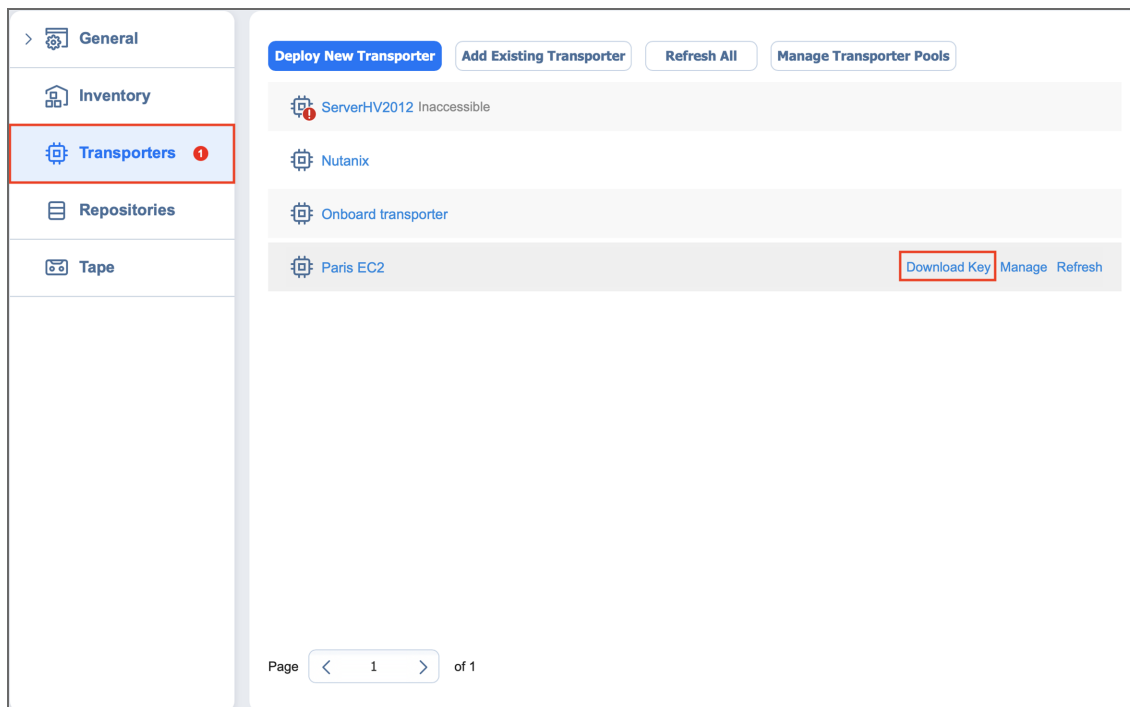 General
Inventory
Transporters 1
Repositories
Tape
Deploy New Transporter Add Existing Transporter Refresh All Manage Transporter Pools
ServerHV2012 Inaccessible
Nutanix
Onboard transporter
Paris EC2 Download Key Manage Refresh
Page 1 of 1